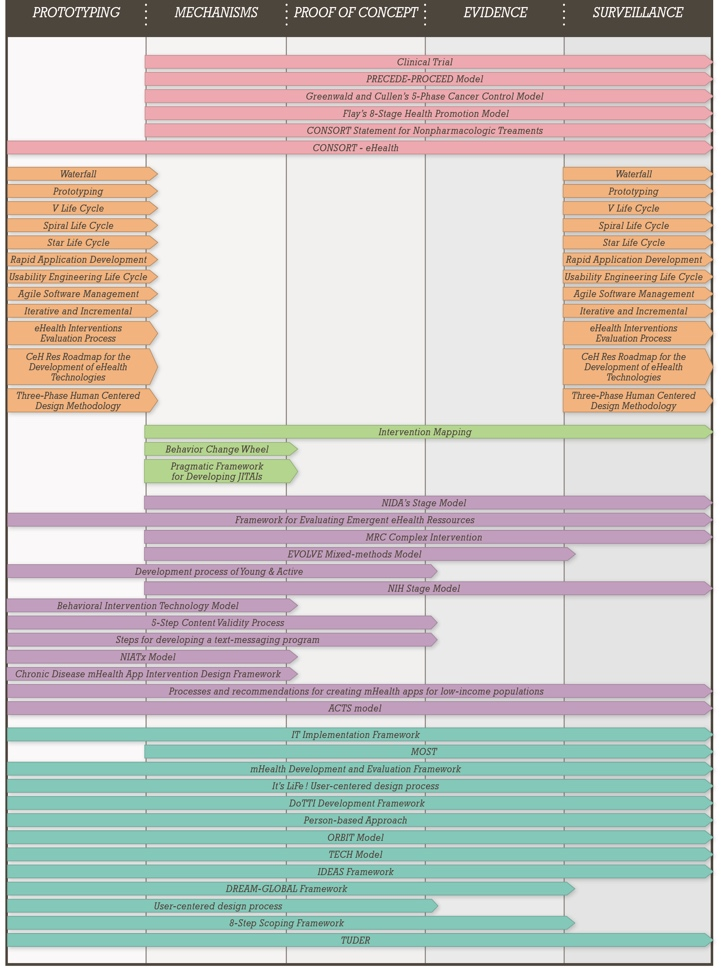 PROTOTYPING MECHANISMS PROOF OF CONCEPT EVIDENCE SURVEILLANCE
Clinical Trial
PRECEDE-PROCEED Model
Greenwald and Cullen's 5-Phase Cancer Control Model
Flay's 8-Stage Health Promotion Model
CONSORT Statement for Nonpharmacologic Treaments
CONSORT - eHealth
Waterfall Waterfall
Prototyping Prototyping
V Life Cycle V Life Cycle
Spiral Life Cycle Spiral Life Cycle
Star Life Cycle Star Life Cycle
Rapid Application Development Rapid Application Development
Usability Engineering Life Cycle Usability Engineering Life Cycle
Agile Software Management Agile Software Management
Iterative and Incremental Iterative and Incremental
eHealth Interventions eHealth Interventions
Evaluation Process Evaluation Process
CeH Res Roadmap for the CeH Res Roadmap for the
Development of eHealth Development of eHealth
Technologies Technologies
Three-Phase Human Centered Three-Phase Human Centered
Design Methodology Design Methodology
Intervention Mapping
Behavior Change Wheel
Pragmatic Framework
for Developing JITAIs
NIDA's Stage Model
Framework for Evaluating Emergent eHealth Ressources
MRC Complex Intervention
EVOLVE Mixed-methods Model
Development process of Young & Active
NIH Stage Model
Behavioral Intervention Technology Model
5-Step Content Validity Process
Steps for developing a text-messaging program
NIATx Model
Chronic Disease mHealth App Intervention Design Framework
Processes and recommendations for creating mHealth apps for low-income populations
ACTS model
IT Implementation Framework
MOST
mHealth Development and Evaluation Framework
It's LiFe! User-centered design process
DoTTI Development Framework
Person-based Approach
ORBIT Model
TECH Model
IDEAS Framework
DREAM-GLOBAL Framework
User-centered design process
8-Step Scoping Framework
TUDER